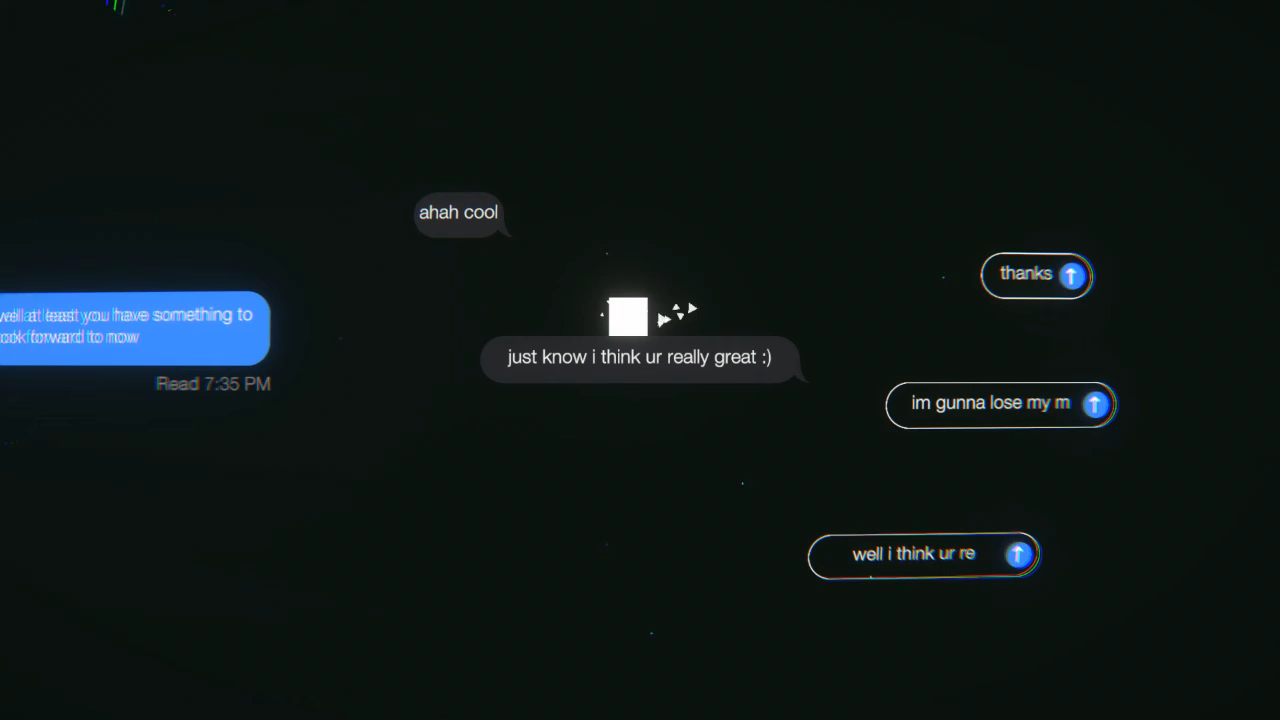 ahah cool
thanks
well at least you have something to
look forward to now
just know i think ur really great :)
Read 7:35 PM
im gunna lose my m
well i think ur re